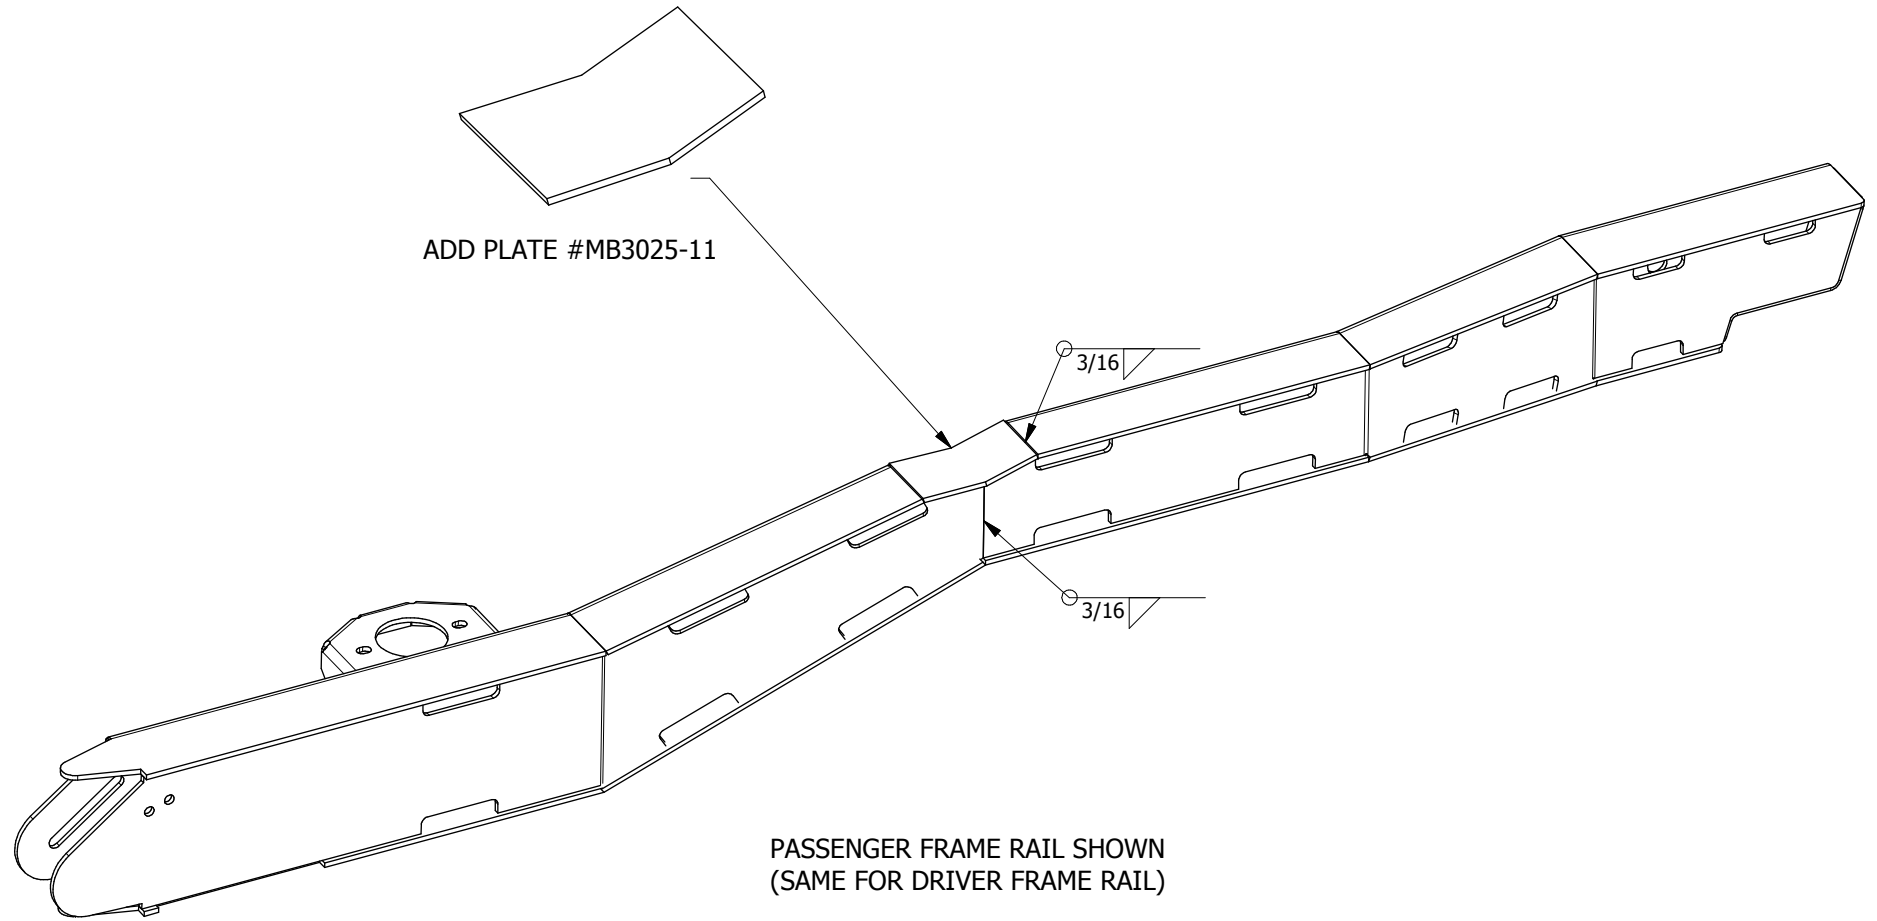 ADD PLATE #MB3025-11
3/16
3/16
PASSENGER FRAME RAIL SHOWN
(SAME FOR DRIVER FRAME RAIL)